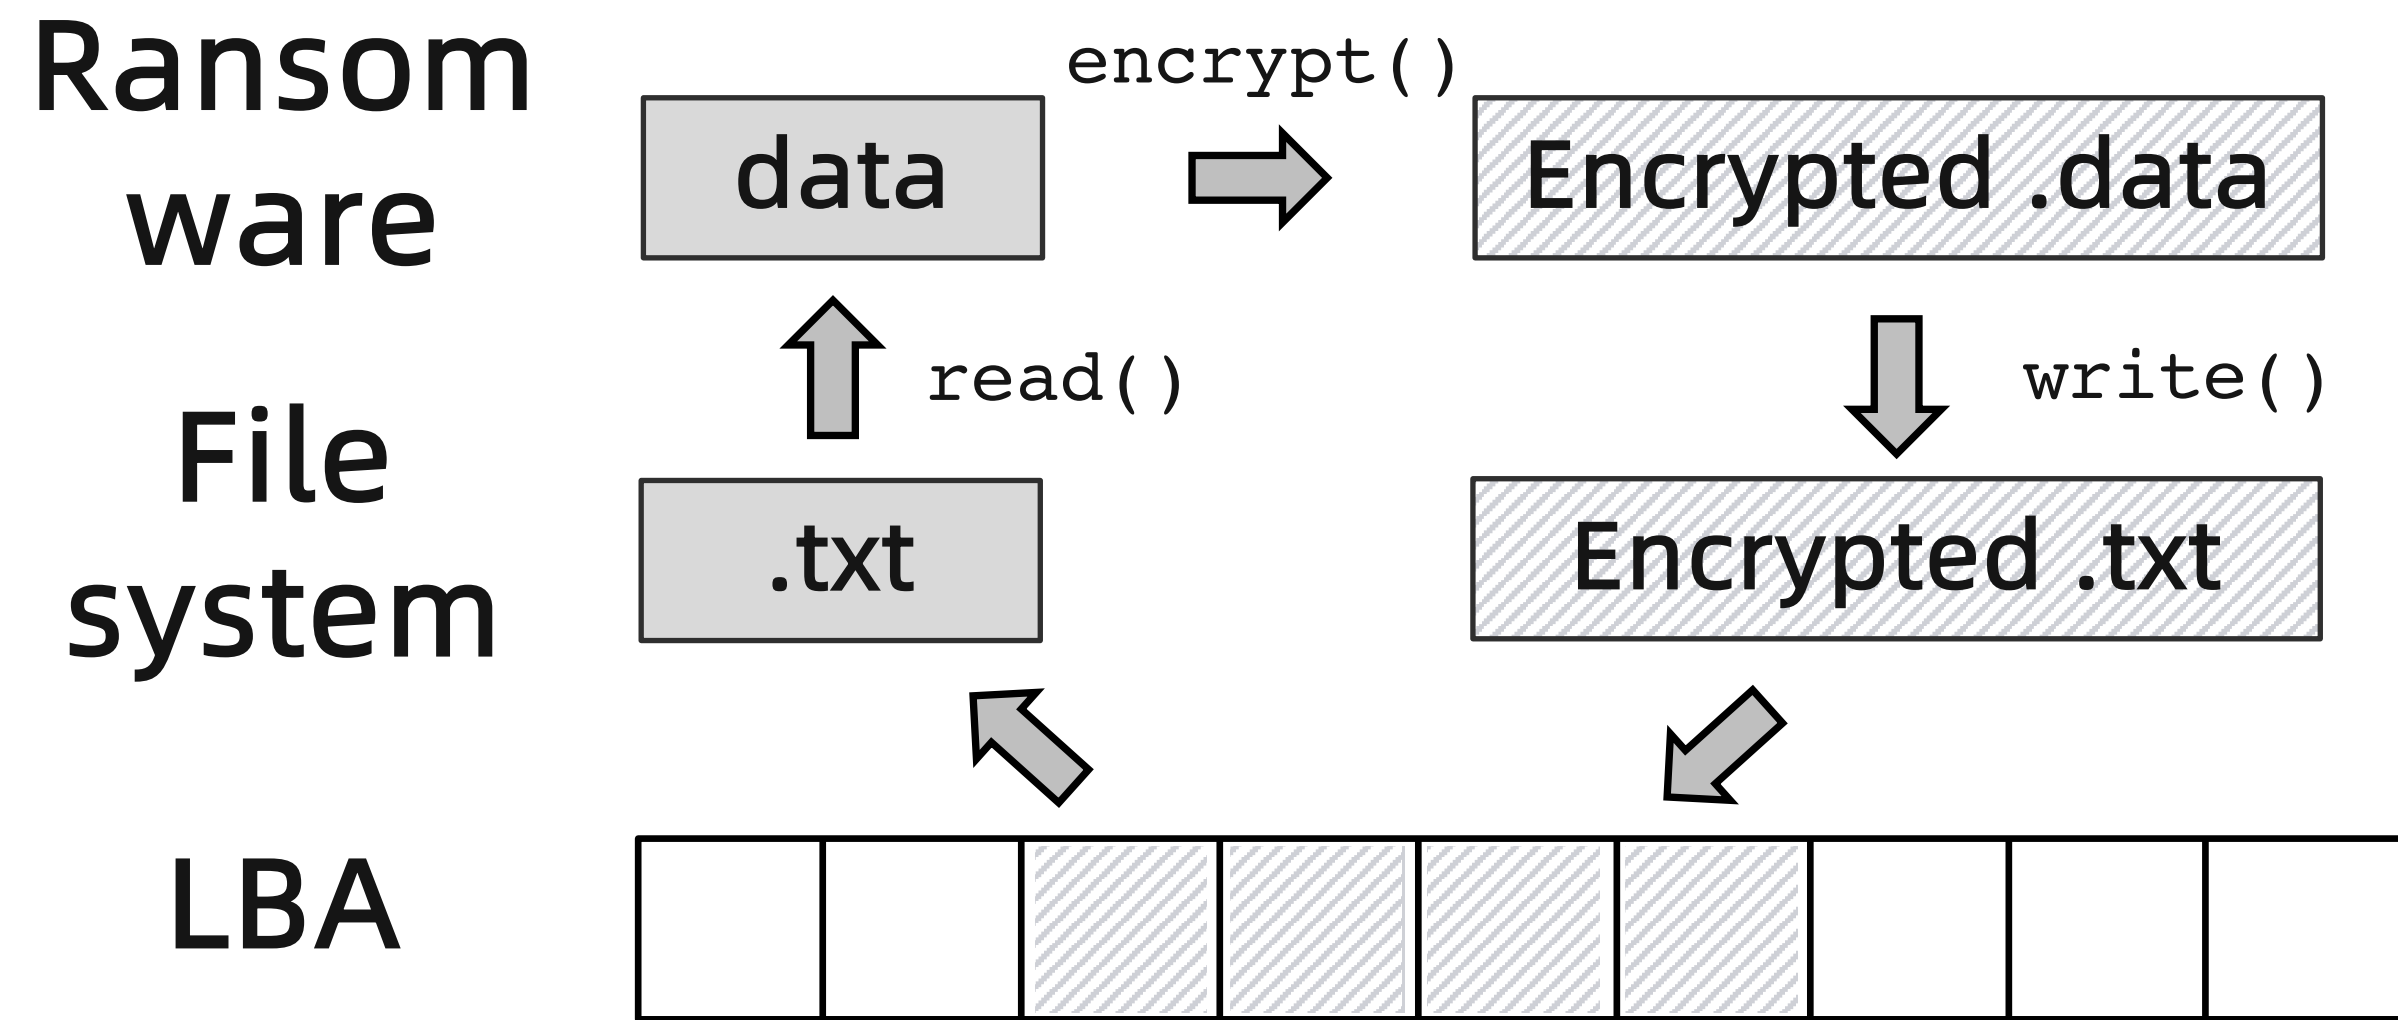 Ransom
ware
data
encrypt()
Encrypted .data
read()
write()
File
system
.txt
Encrypted .txt
LBA